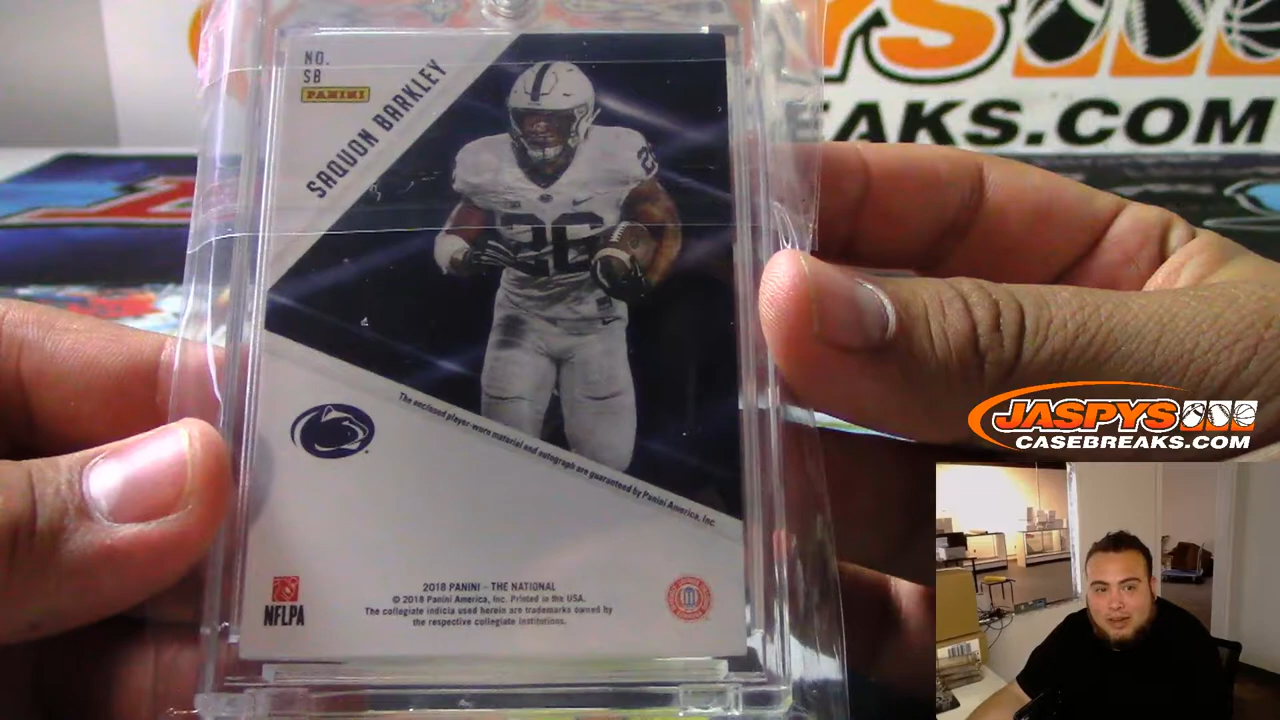 NO.
SB
PANINI
SAQUON BARKLEY
26
The enclosed player-worn material and autograph are guaranteed by Panini America, Inc.
NFLPA
2018 PANINI - THE NATIONAL
© 2018 Panini America, Inc. Printed in the USA.
The collegiate indicia used herein are trademarks owned by
the respective collegiate institutions.
YS
EAKS.COM
JASPYS
CASEBREAKS.COM